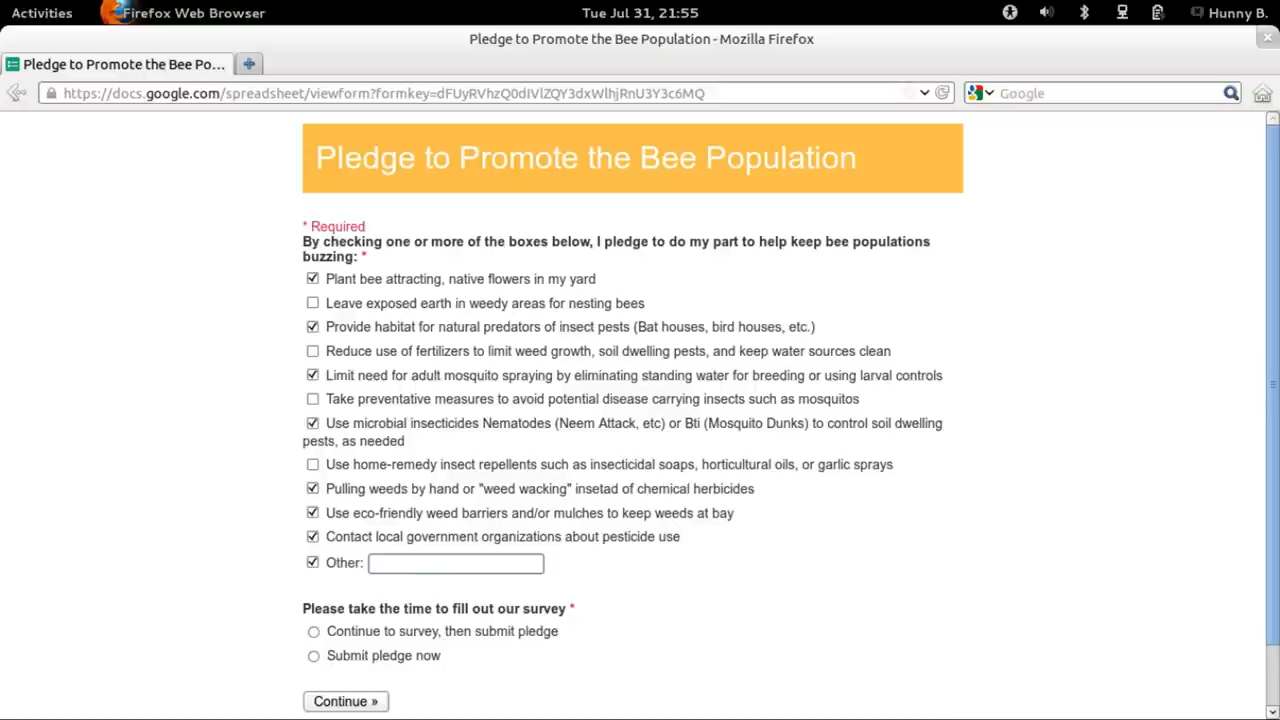 Activities Firefox Web Browser Tue Jul 31, 21:55 Hunny B.
Pledge to Promote the Bee Population - Mozilla Firefox
Pledge to Promote the Bee Po...
https://docs.google.com/spreadsheet/viewform?formkey=dFUyRVhzQ0dIVlZQY3dxWlhjRnU3Y3c6MQ Google
Pledge to Promote the Bee Population
* Required
By checking one or more of the boxes below, I pledge to do my part to help keep bee populations
buzzing: *
Plant bee attracting, native flowers in my yard
Leave exposed earth in weedy areas for nesting bees
Provide habitat for natural predators of insect pests (Bat houses, bird houses, etc.)
Reduce use of fertilizers to limit weed growth, soil dwelling pests, and keep water sources clean
Limit need for adult mosquito spraying by eliminating standing water for breeding or using larval controls
Take preventative measures to avoid potential disease carrying insects such as mosquitos
Use microbial insecticides Nematodes (Neem Attack, etc) or Bti (Mosquito Dunks) to control soil dwelling
pests, as needed
Use home-remedy insect repellents such as insecticidal soaps, horticultural oils, or garlic sprays
Pulling weeds by hand or "weed wacking" insetad of chemical herbicides
Use eco-friendly weed barriers and/or mulches to keep weeds at bay
Contact local government organizations about pesticide use
Other:
Please take the time to fill out our survey *
Continue to survey, then submit pledge
Submit pledge now
Continue »